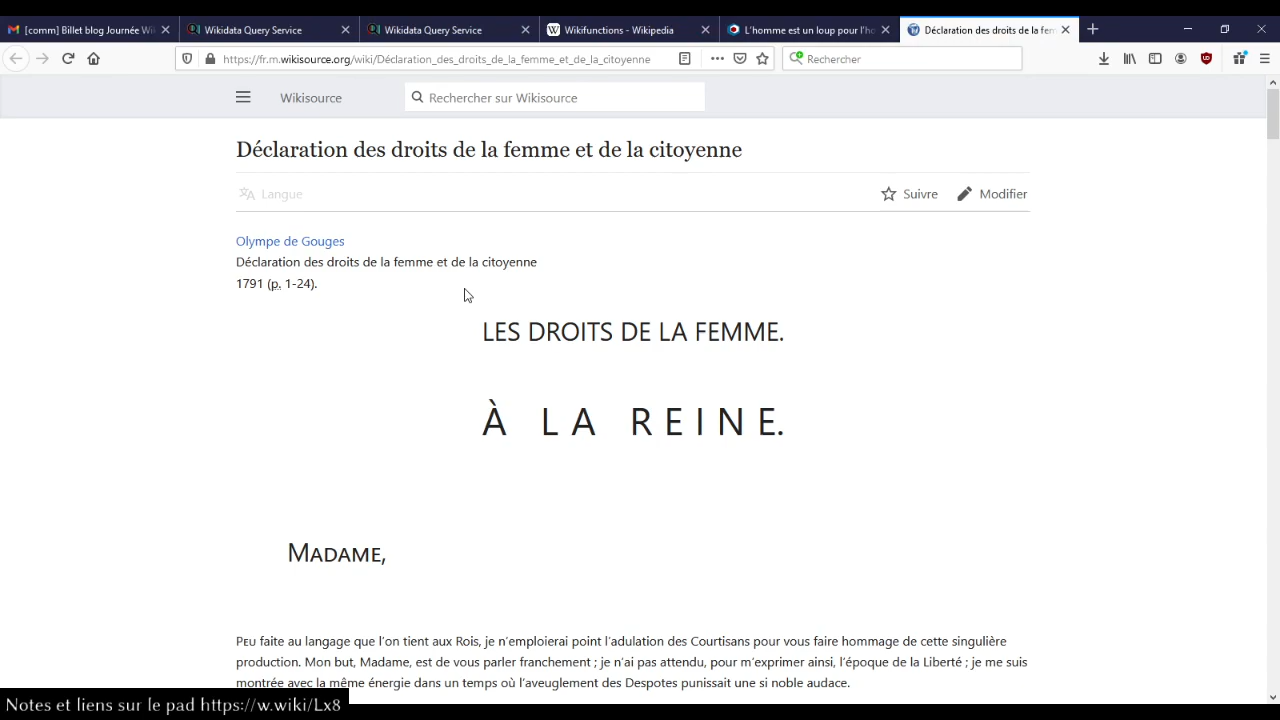 [comm] Billet blog Journée Wi
Wikidata Query Service
Wikidata Query Service
Wikifunctions - Wikipedia
L'homme est un loup pour l'ho
Déclaration des droits de la fem
https://fr.m.wikisource.org/wiki/Déclaration_des_droits_de_la_femme_et_de_la_citoyenne
Rechercher
Wikisource
Rechercher sur Wikisource
Déclaration des droits de la femme et de la citoyenne
Langue
Suivre
Modifier
Olympe de Gouges
Déclaration des droits de la femme et de la citoyenne
1791 (p. 1-24).
LES DROITS DE LA FEMME.
À LA REINE.
Madame,
Peu faite au langage que l’on tient aux Rois, je n’emploierai point l’adulation des Courtisans pour vous faire hommage de cette singulière
production. Mon but, Madame, est de vous parler franchement ; je n’ai pas attendu, pour m’exprimer ainsi, l’époque de la Liberté ; je me suis
montrée avec la même énergie dans un temps où l’aveuglement des Despotes punissait une si noble audace.
Notes et liens sur le pad https://w.wiki/Lx8